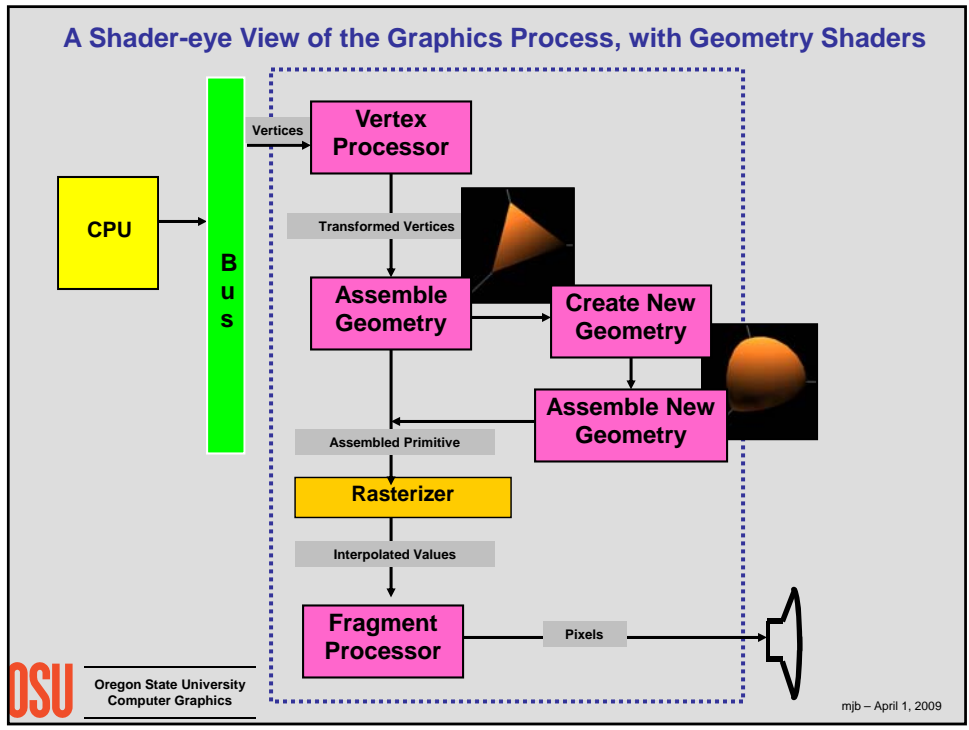 A Shader-eye View of the Graphics Process, with Geometry Shaders
Vertices
Vertex
Processor
CPU
Transformed Vertices
B
u
s
Assemble
Geometry
Create New
Geometry
Assemble New
Geometry
Assembled Primitive
Rasterizer
Interpolated Values
Fragment
Processor
Pixels
OSU
Oregon State University
Computer Graphics
mjb – April 1, 2009